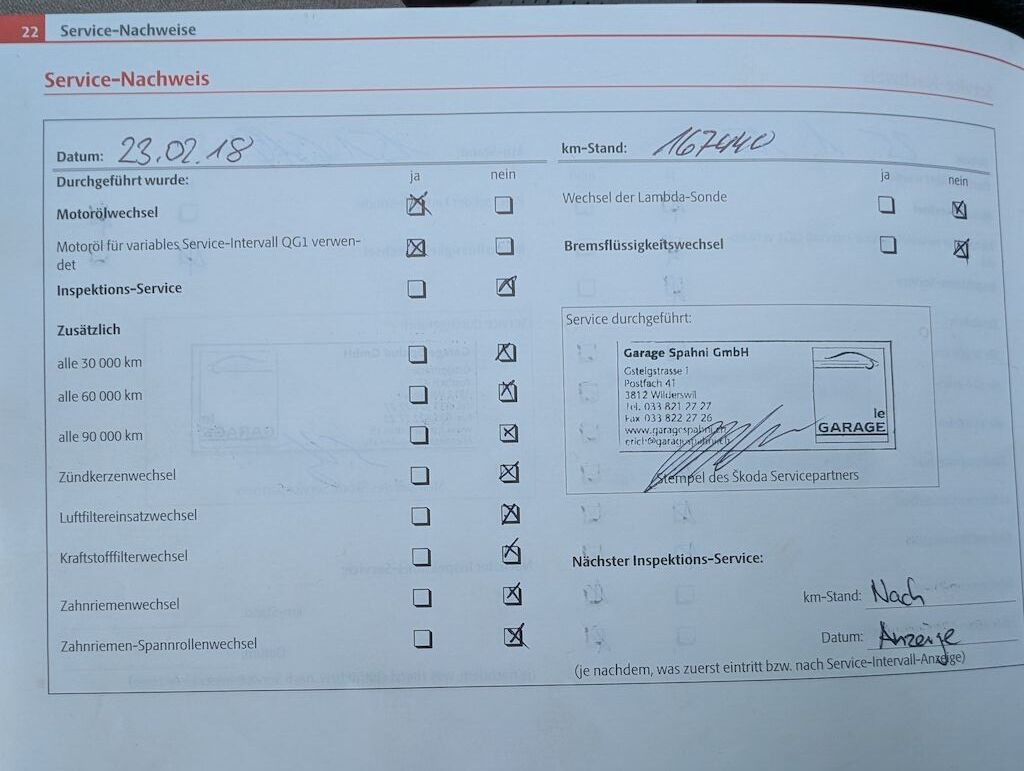 22 Service-Nachweise
Service-Nachweis
Datum: 23.02.18
Durchgeführt wurde: ja nein
Motorölwechsel
Motoröl für variables Service-Intervall QG1 verwen-
det
Inspektions-Service
Zusätzlich
alle 30 000 km
alle 60 000 km
alle 90 000 km
Zündkerzenwechsel
Luftfiltereinsatzwechsel
Kraftstofffilterwechsel
Zahnriemenwechsel
Zahnriemen-Spannrollenwechsel
km-Stand: 167440
ja nein
Wechsel der Lambda-Sonde
Bremsflüssigkeitswechsel
Service durchgeführt:
Garage Spahni GmbH
Gsteigstrasse 1
Postfach 41
3812 Wilderswil
Tel. 033 821 27 27
Fax 033 822 27 26
www.garagespahni.ch
le
GARAGE
Stempel des Škoda Servicepartners
Nächster Inspektions-Service:
km-Stand: Nach
Datum: Anzeige
(je nachdem, was zuerst eintritt bzw. nach Service-Intervall-Anzeige)